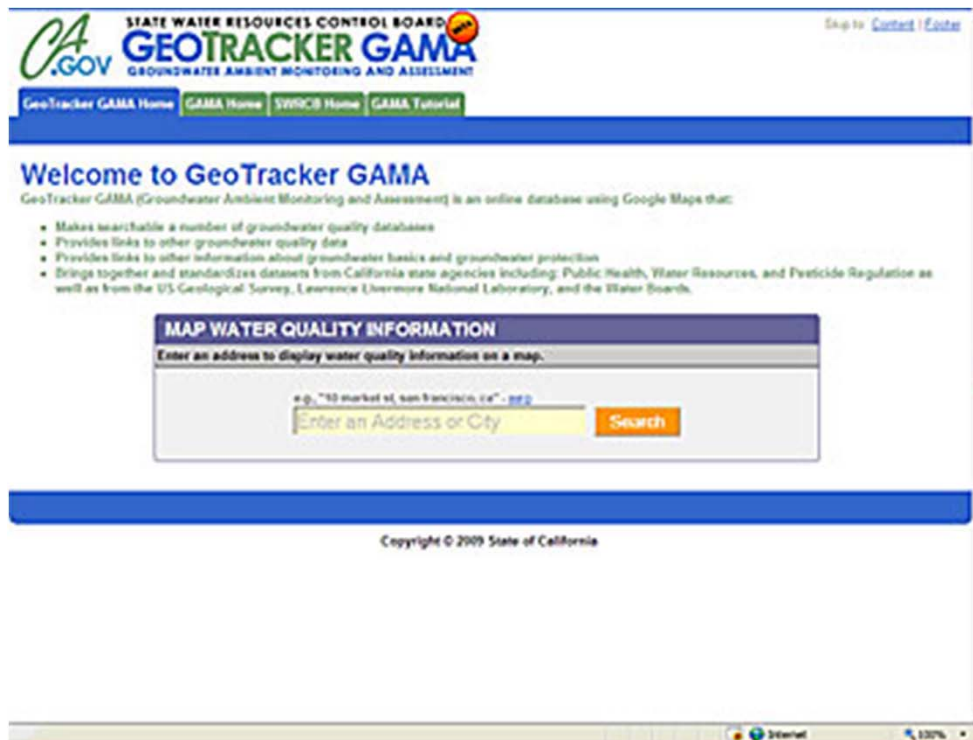 STATE WATER RESOURCES CONTROL BOARD
CA.GOV GEOTRACKER GAMA
GROUNDWATER AMBIENT MONITORING AND ASSESSMENT
Skip to: Content | Footer
GeoTracker GAMA Home GAMA Home SWRCB Home GAMA Tutorial
Welcome to GeoTracker GAMA
GeoTracker GAMA (Groundwater Ambient Monitoring and Assessment) is an online database using Google Maps that:
Makes searchable a number of groundwater quality databases
Provides links to other groundwater quality data
Provides links to other information about groundwater basics and groundwater protection
Brings together and standardizes datasets from California state agencies including: Public Health, Water Resources, and Pesticide Regulation as
well as from the US Geological Survey, Lawrence Livermore National Laboratory, and the Water Boards.
MAP WATER QUALITY INFORMATION
Enter an address to display water quality information on a map.
e.g., "10 market st, san francisco, ca" -
Enter an Address or City
Search
Copyright © 2009 State of California
Internet 100%